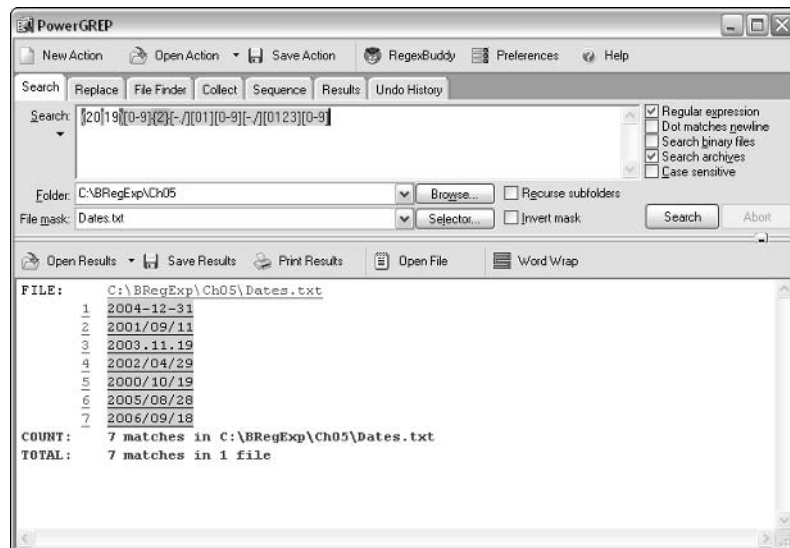 PowerGREP
New Action Open Action Save Action RegexBuddy Preferences Help
Search Replace File Finder Collect Sequence Results Undo History
Search: (20|19)[0-9]{2}[-./][01][0-9][-./][0123][0-9]
Regular expression
Dot matches newline
Search binary files
Search archives
Case sensitive
Folder: C:\BRegExp\Ch05 Browse... Recurse subfolders
File mask: Dates.txt Selector... Invert mask Search Abort
Open Results Save Results Print Results Open File Word Wrap
FILE: C:\BRegExp\Ch05\Dates.txt
1 2004-12-31
2 2001/09/11
3 2003.11.19
4 2002/04/29
5 2000/10/19
6 2005/08/28
7 2006/09/18
COUNT: 7 matches in C:\BRegExp\Ch05\Dates.txt
TOTAL: 7 matches in 1 file